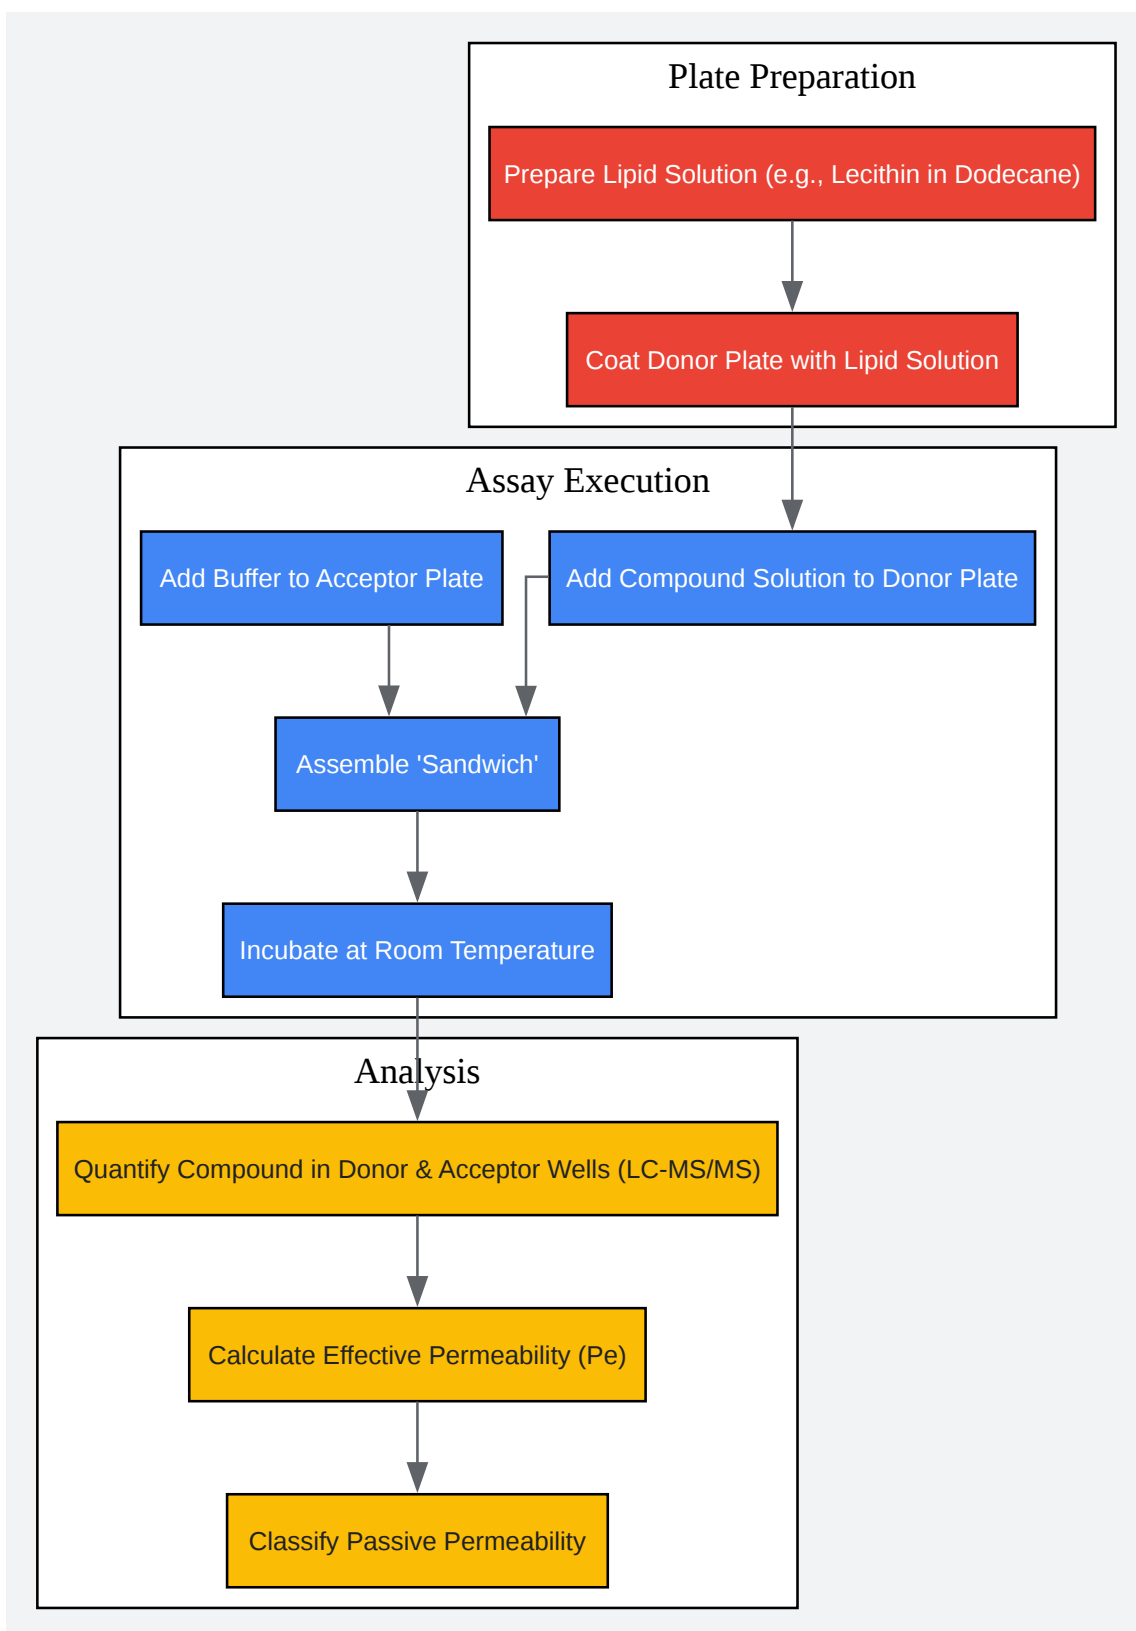 Plate Preparation
Prepare Lipid Solution (e.g., Lecithin in Dodecane)
Coat Donor Plate with Lipid Solution
Assay Execution
Add Buffer to Acceptor Plate
Add Compound Solution to Donor Plate
Assemble 'Sandwich'
Incubate at Room Temperature
Analysis
Quantify Compound in Donor & Acceptor Wells (LC-MS/MS)
Calculate Effective Permeability (Pe)
Classify Passive Permeability